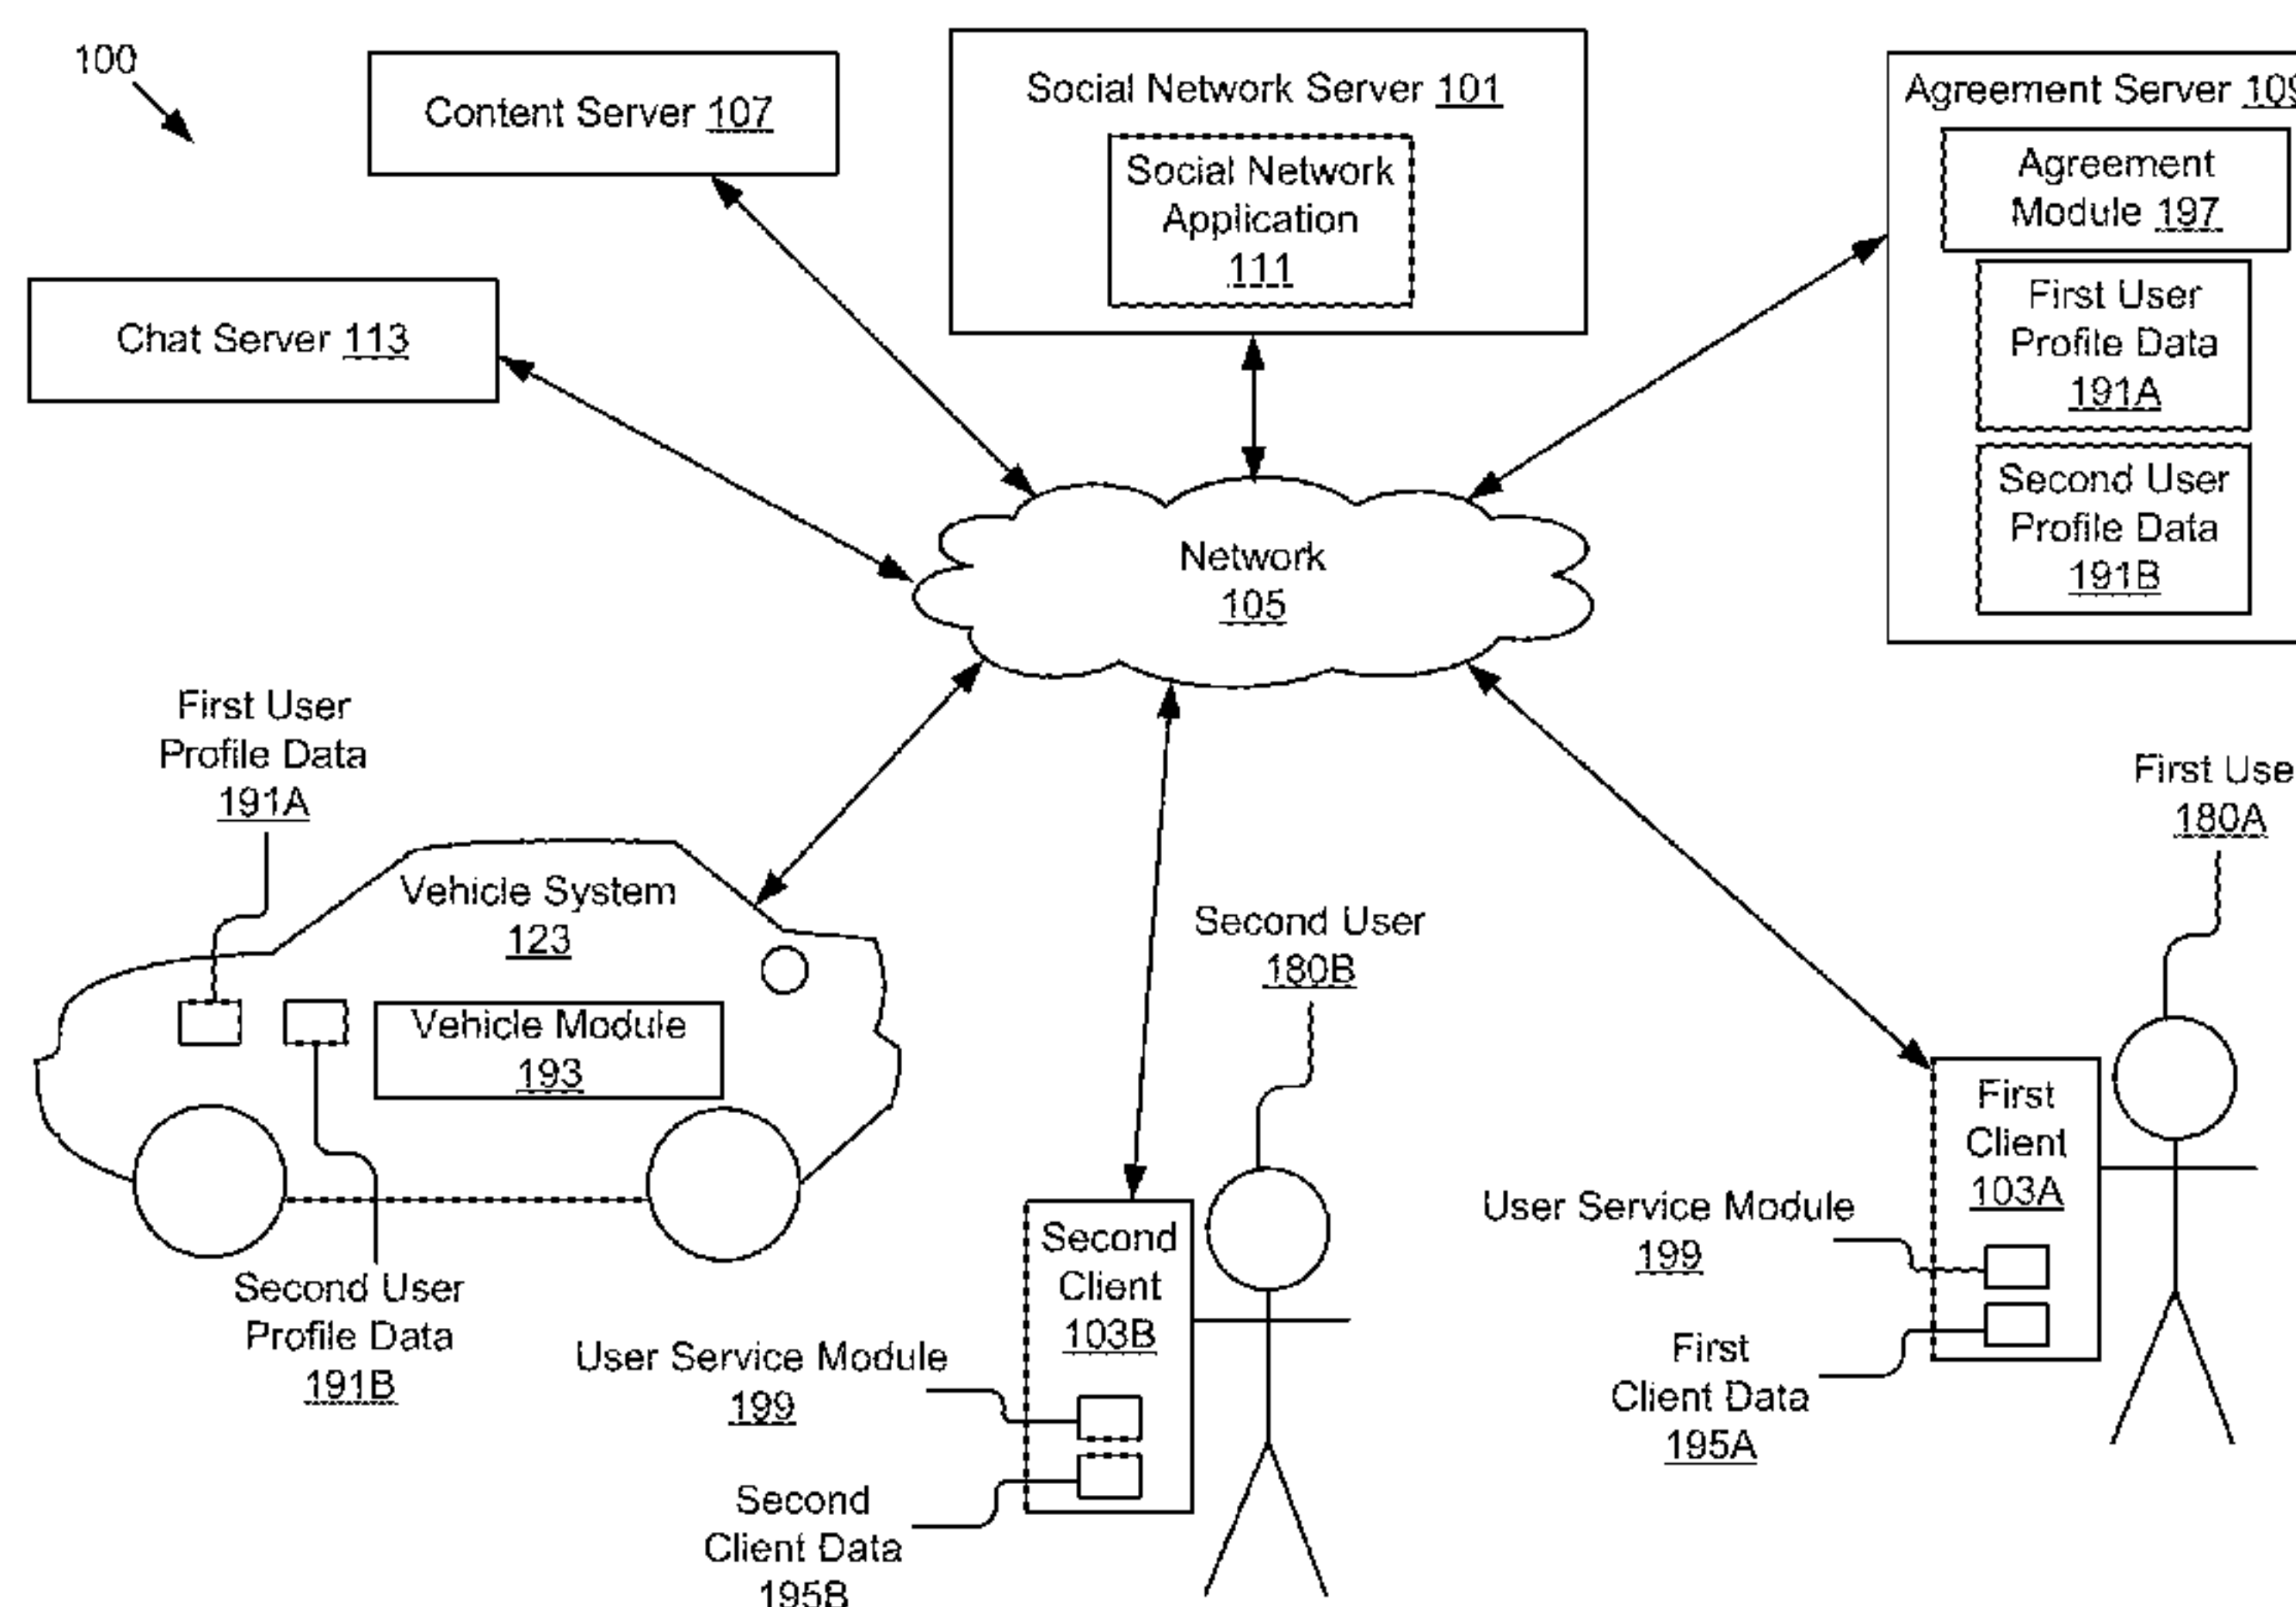 100
Content Server 107
Social Network Server 101
Social Network
Application
111
Agreement Server 109
Agreement
Module 197
First User
Profile Data
191A
Second User
Profile Data
191B
Chat Server 113
Network
105
First User
Profile Data
191A
Vehicle System
123
Vehicle Module
193
Second User
Profile Data
191B
Second User
180B
Second
Client
103B
User Service Module
199
Second
Client Data
195B
First Use
180A
First
Client
103A
User Service Module
199
First
Client Data
195A